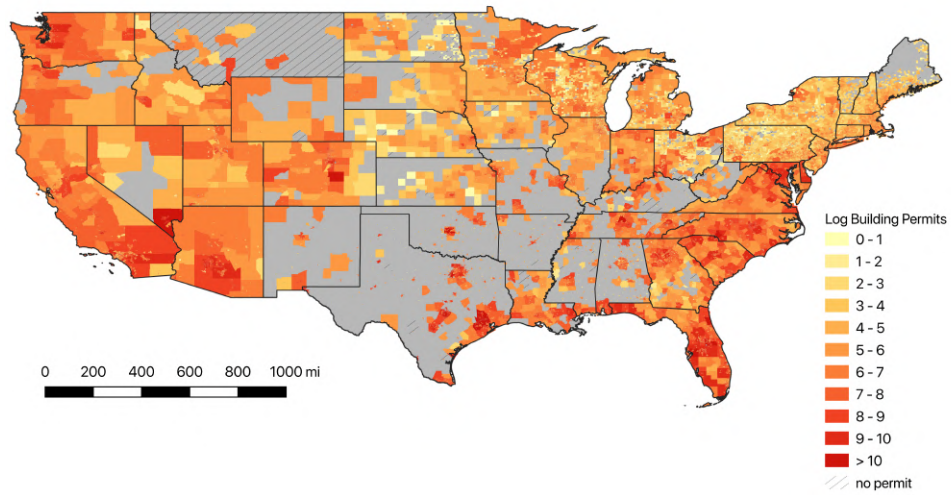 Log Building Permits
0 - 1
1 - 2
2 - 3
3 - 4
4 - 5
5 - 6
6 - 7
7 - 8
8 - 9
9 - 10
> 10
no permit
0 200 400 600 800 1000 mi